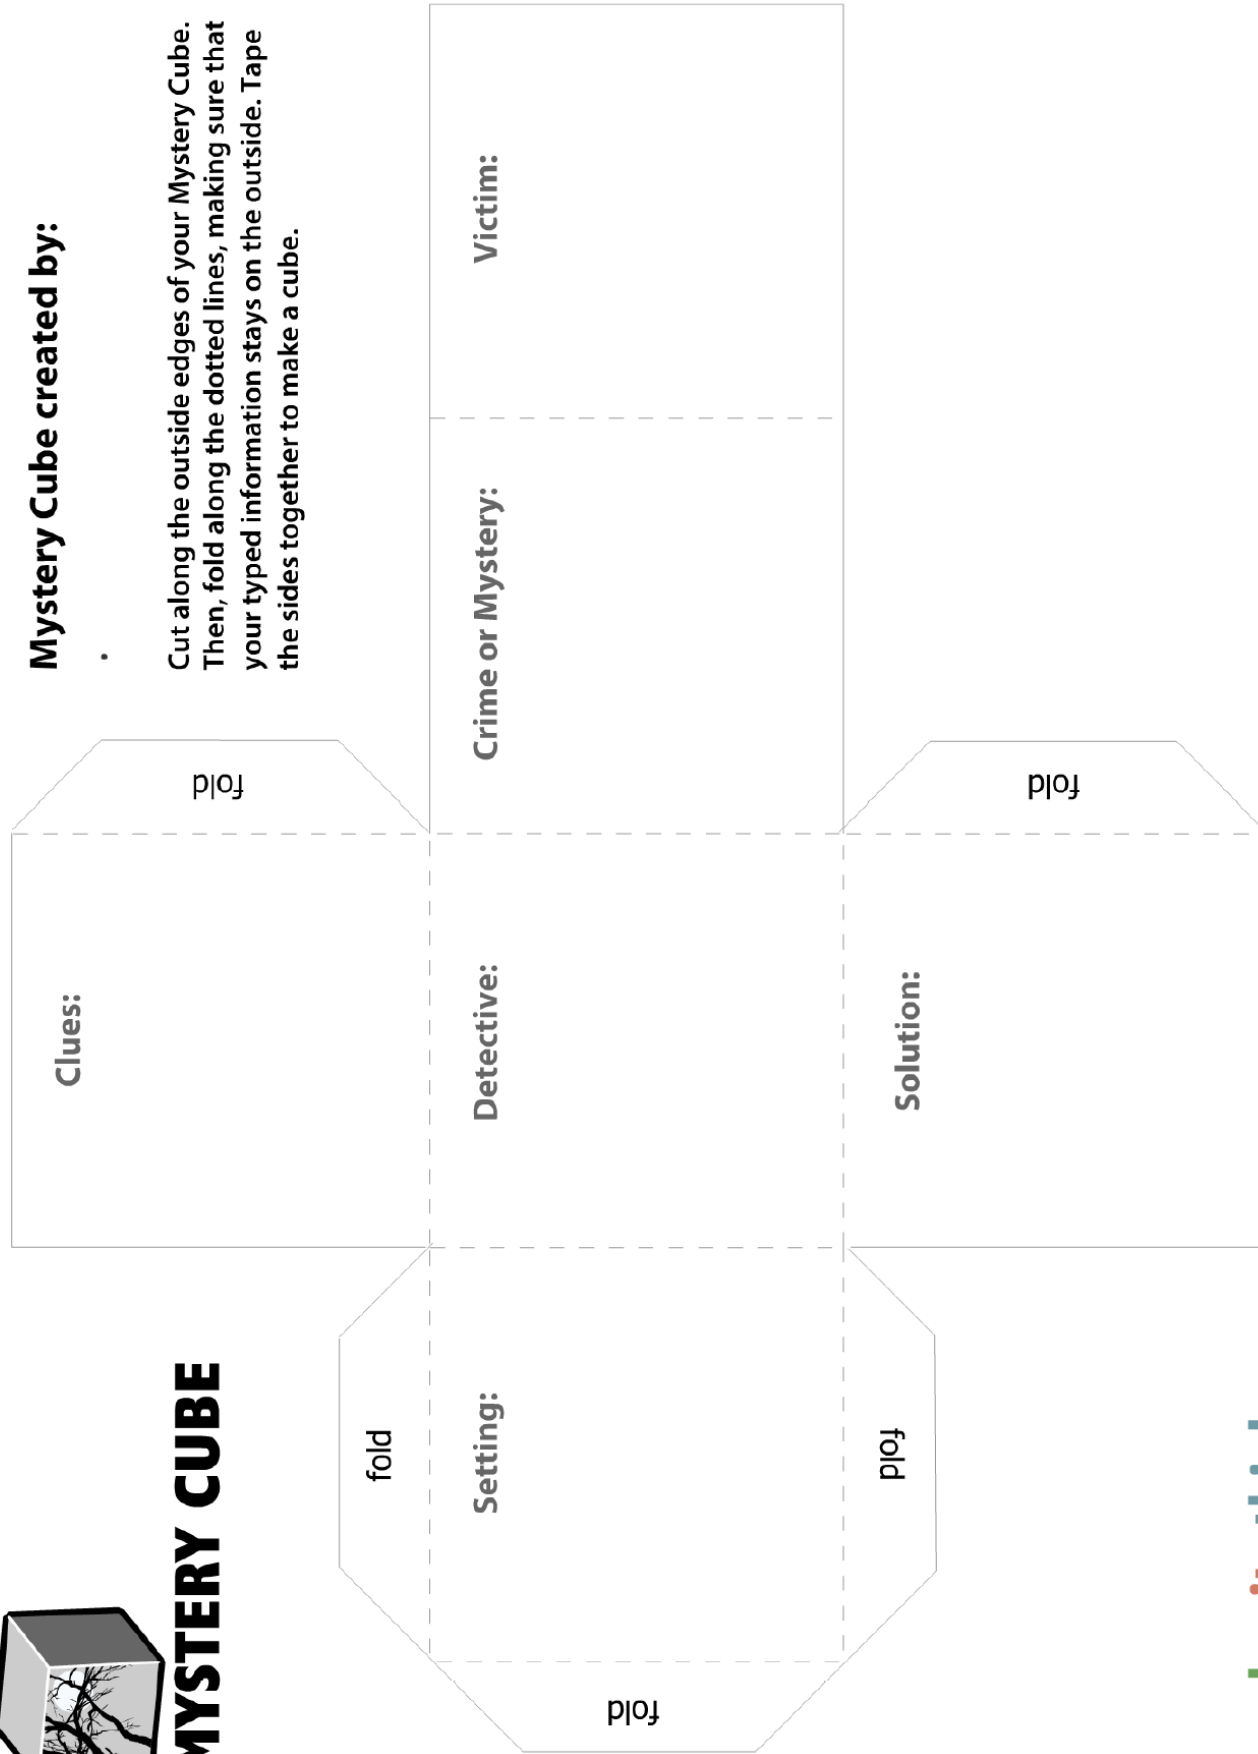 MYSTERY CUBE
Mystery Cube created by:
.
Cut along the outside edges of your Mystery Cube.
Then, fold along the dotted lines, making sure that
your typed information stays on the outside. Tape
the sides together to make a cube.
fold
Clues:
fold
fold
Setting:
Detective:
Crime or Mystery:
Victim:
fold
fold
Solution:
fold